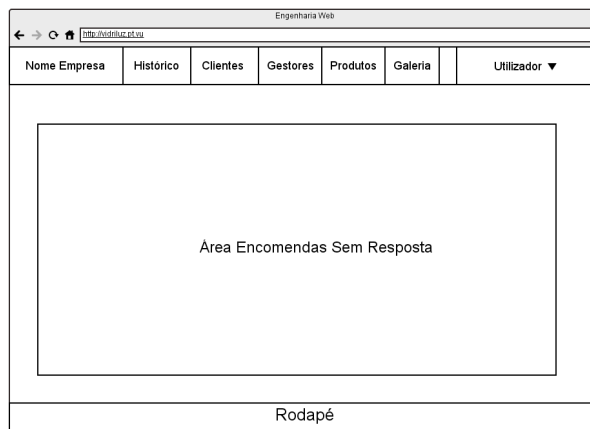 Engenharia Web
http://vidriluz.pt.vu
Nome Empresa Histórico Clientes Gestores Produtos Galeria Utilizador ▼
Área Encomendas Sem Resposta
Rodapé